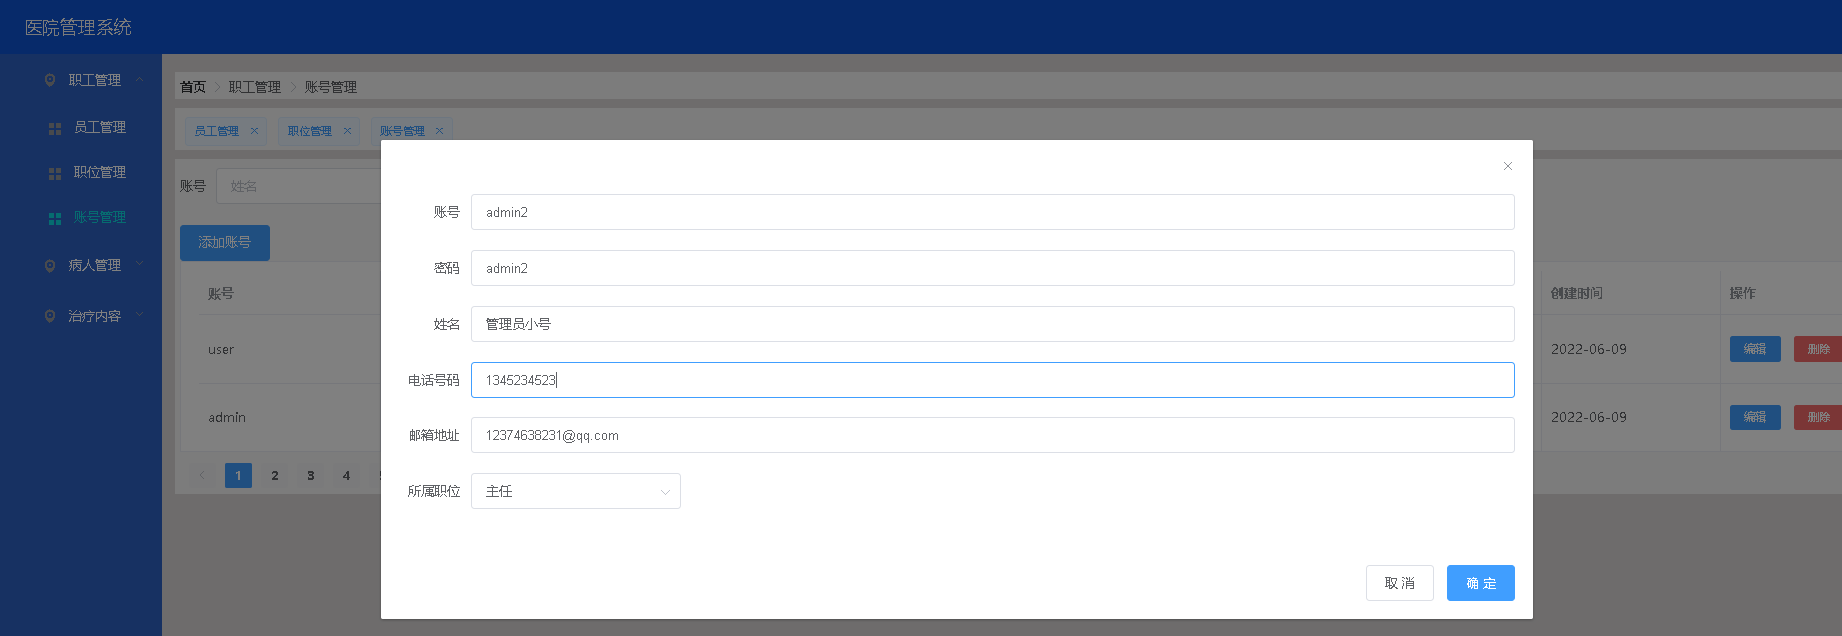 医院管理系统
职工管理
员工管理
职位管理
账号管理
病人管理
治疗内容
首页 职工管理 账号管理
员工管理 职位管理 账号管理
账号 姓名
添加账号
账号 创建时间 操作
user 2022-06-09 编辑 删除
admin 2022-06-09 编辑 删除
1 2 3 4
账号 admin2
密码 admin2
姓名 管理员小号
电话号码 1345234523
邮箱地址 12374638231@qq.com
所属职位 主任
取 消 确 定